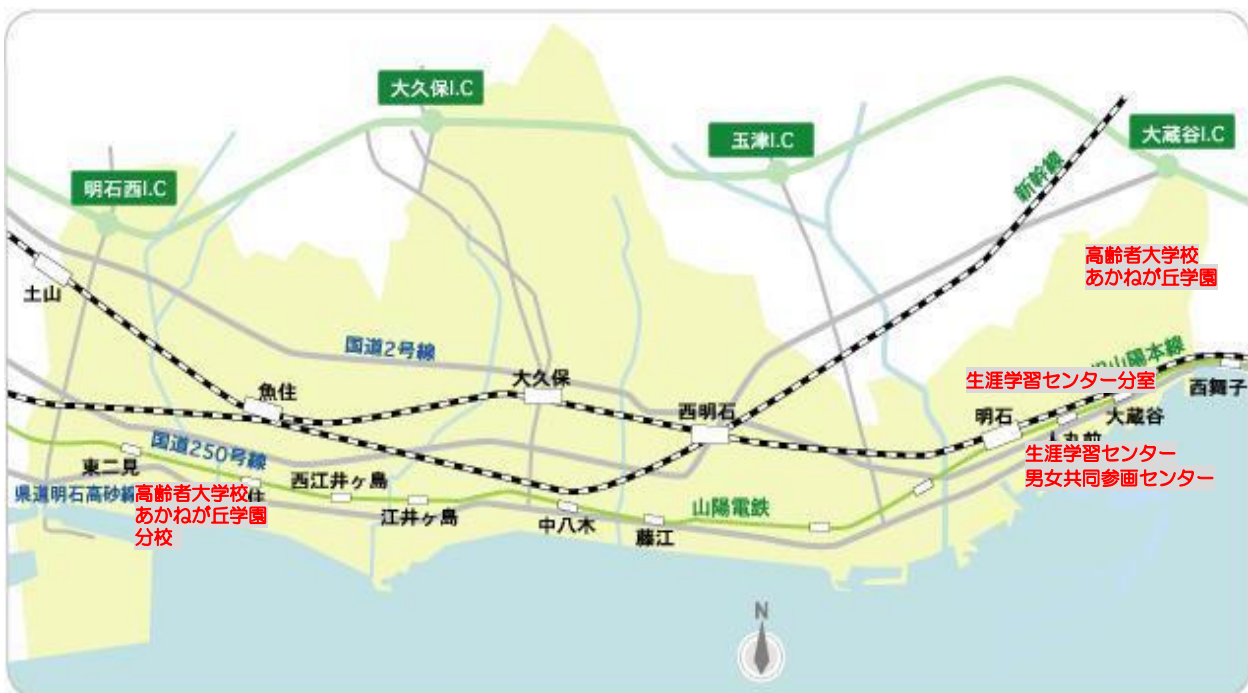 大久保I.C
玉津I.C
大蔵谷I.C
明石西I.C
新幹線
高齢者大学校
あかねが丘学園
土山
国道2号線
山陽本線
生涯学習センター分室
西舞子
魚住
大久保
西明石
明石
大蔵谷
人丸前
国道250号線
生涯学習センター
男女共同参画センター
東二見
西江井ヶ島
県道明石高砂線
高齢者大学校
住
あかねが丘学園
分校
江井ヶ島
中八木
藤江
山陽電鉄
N